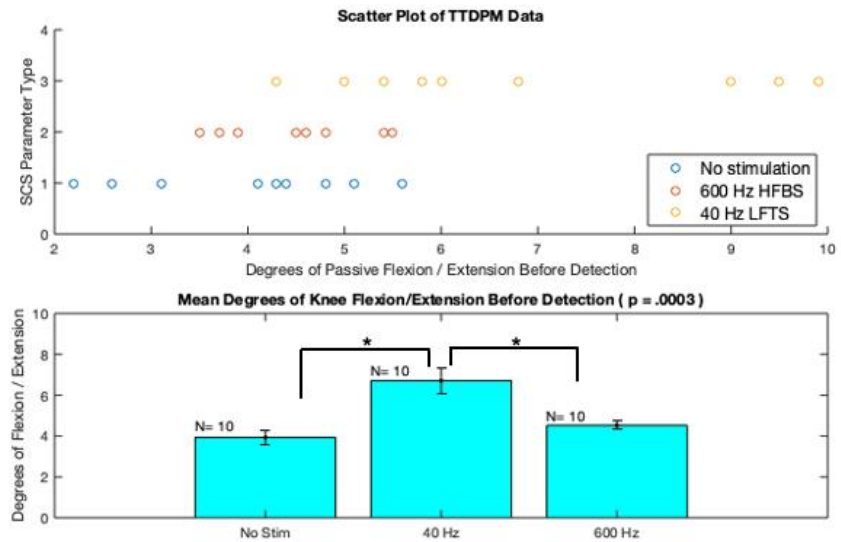 Scatter Plot of TTDPM Data
SCS Parameter Type
4
3
2
1
0
No stimulation
600 Hz HFBS
40 Hz LFTS
2 3 4 5 6 7 8 9 10
Degrees of Passive Flexion / Extension Before Detection
Mean Degrees of Knee Flexion/Extension Before Detection ( p = .0003 )
Degrees of Flexion / Extension
10
8
6
4
2
0
* *
N= 10
N= 10
N= 10
No Stim 40 Hz 600 Hz